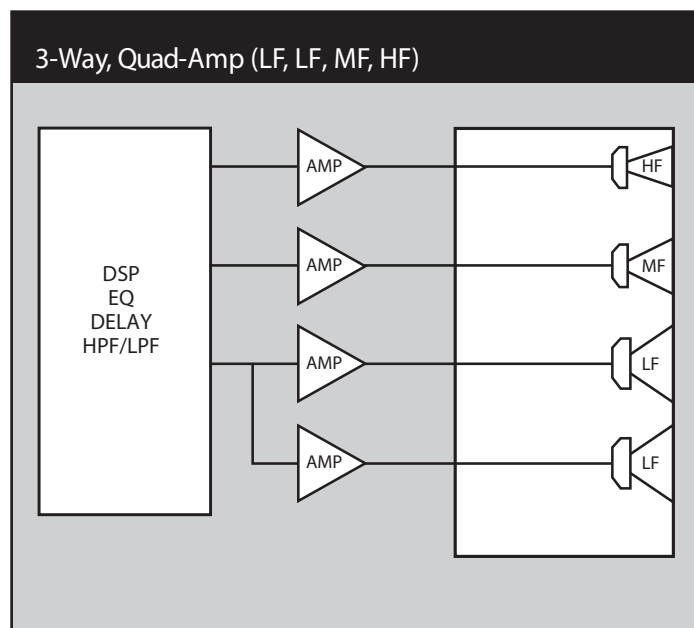 3-Way, Quad-Amp (LF, LF, MF, HF)
DSP
EQ
DELAY
HPF/LPF
AMP
HF
AMP
MF
AMP
LF
AMP
LF